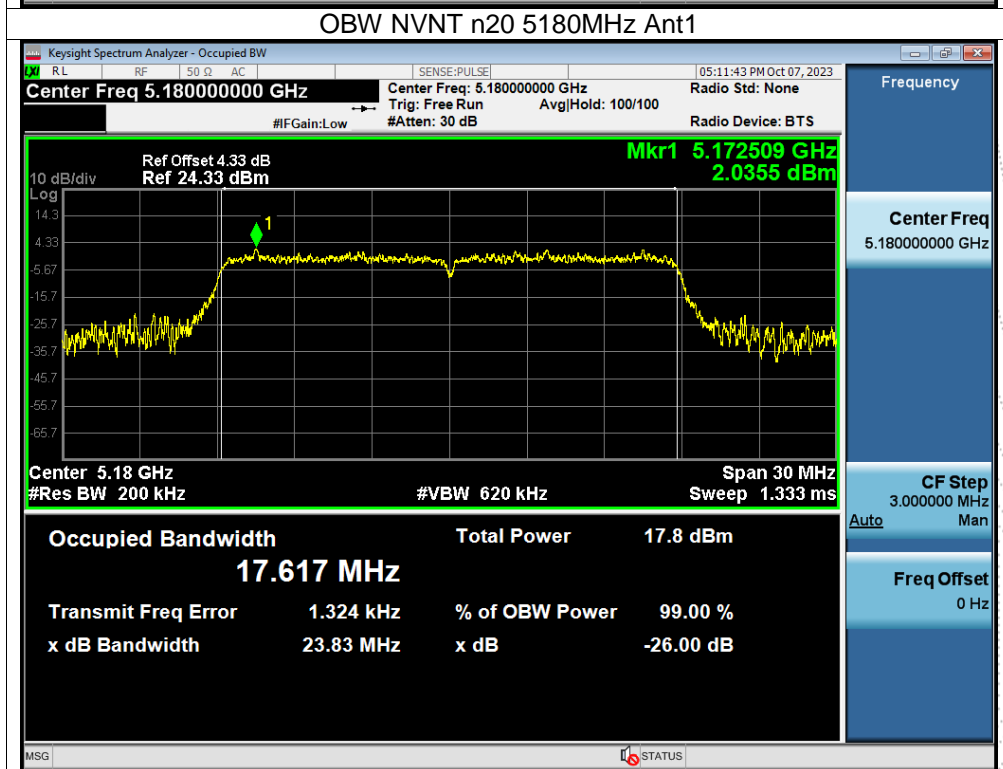 OBW NVNT n20 5180MHz Ant1
Keysight Spectrum Analyzer - Occupied BW
LXI RL RF 50 Ω AC SENSE:PULSE 05:11:43 PM Oct 07, 2023
Center Freq 5.180000000 GHz
Center Freq: 5.180000000 GHz
Radio Std: None
Trig: Free Run Avg|Hold: 100/100
#IFGain:Low
#Atten: 30 dB
Radio Device: BTS
Frequency
Mkr1 5.172509 GHz
2.0355 dBm
Ref Offset 4.33 dB
10 dB/div Ref 24.33 dBm
Log
14.3
4.33
-5.67
-15.7
-25.7
-35.7
-45.7
-55.7
-65.7
1
Center 5.18 GHz Span 30 MHz
#Res BW 200 kHz #VBW 620 kHz Sweep 1.333 ms
Occupied Bandwidth Total Power 17.8 dBm
17.617 MHz
Transmit Freq Error 1.324 kHz % of OBW Power 99.00 %
x dB Bandwidth 23.83 MHz x dB -26.00 dB
Center Freq
5.180000000 GHz
CF Step
3.000000 MHz
Auto Man
Freq Offset
0 Hz
MSG STATUS